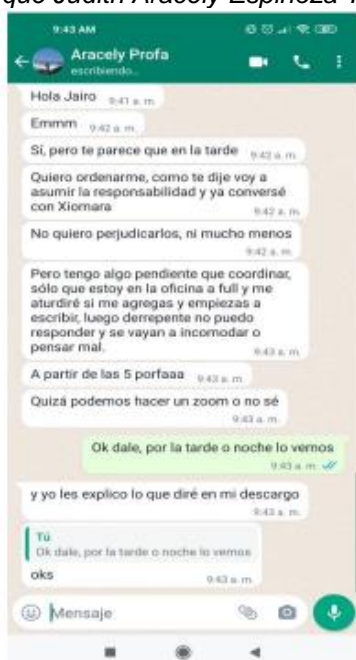 que Judith Aracely Espinoza
9:43 AM
Aracely Profa
escribiendo...
Hola Jairo 9:41 a. m.
Emmm 9:42 a. m.
Sí, pero te parece que en la tarde 9:42 a. m.
Quiero ordenarme, como te dije voy a
asumir la responsabilidad y ya conversé
con Xiomara
9:42 a. m.
No quiero perjudicarlos, ni mucho menos
9:42 a. m.
Pero tengo algo pendiente que coordinar,
sólo que estoy en la oficina a full y me
aturdiré si me agregas y empiezas a
escribir, luego derrepente no puedo
responder y se vayan a incomodar o
pensar mal.
9:43 a. m.
A partir de las 5 porfaaa 9:43 a. m.
Quizá podemos hacer un zoom o no sé
9:43 a. m.
Ok dale, por la tarde o noche lo vemos
9:43 a. m.
y yo les explico lo que diré en mi descargo
Tú
Ok dale, por la tarde o noche lo vemos
oks
9:43 a. m.
Mensaje